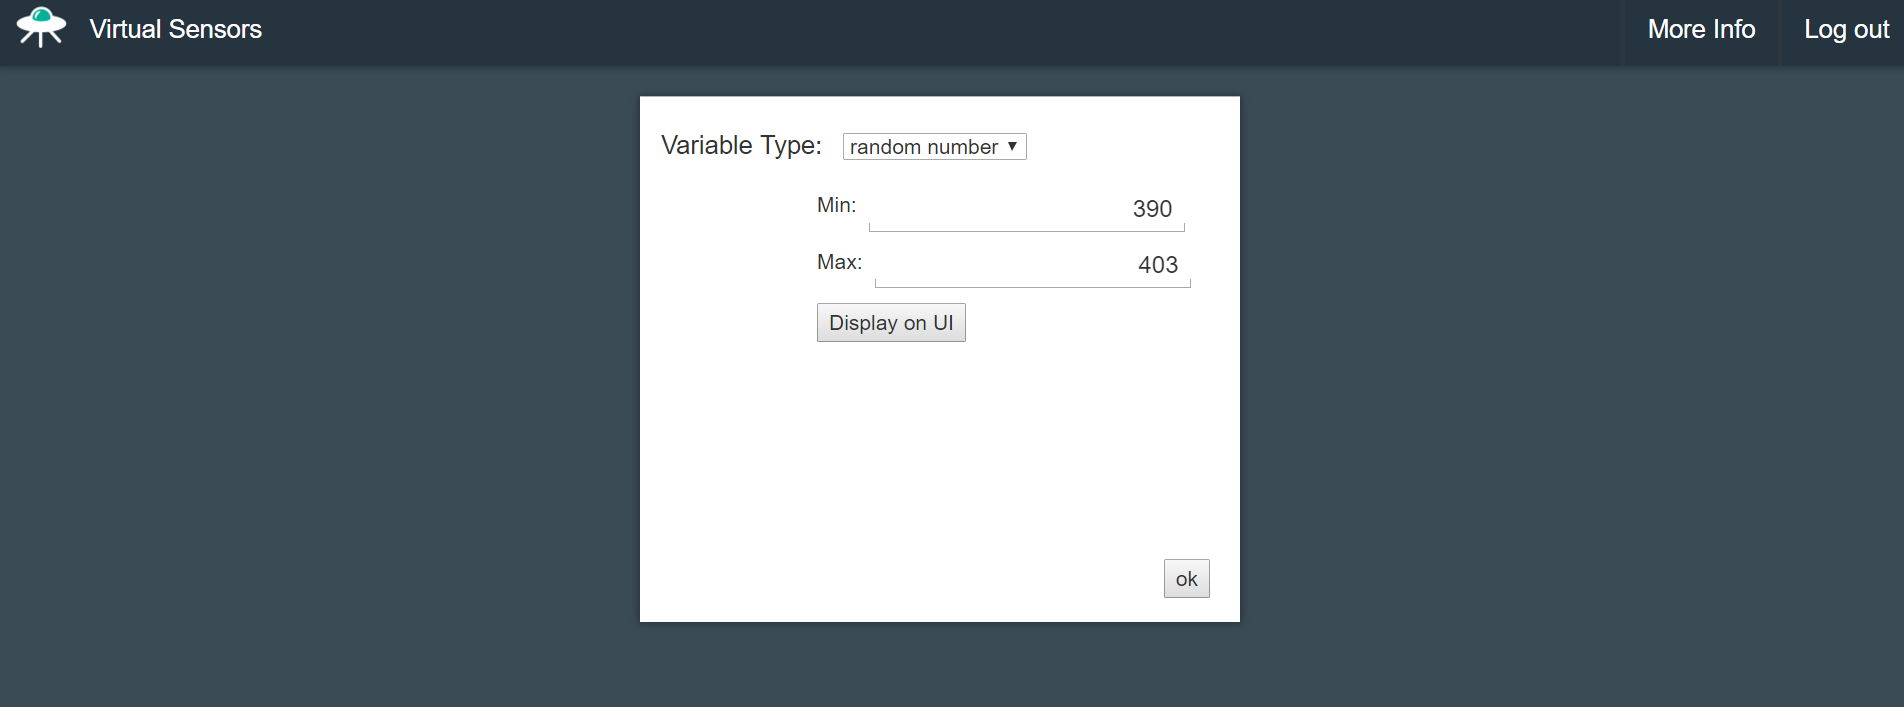 Virtual Sensors
More Info
Log out
Variable Type: random number
Min: 390
Max: 403
Display on UI
ok